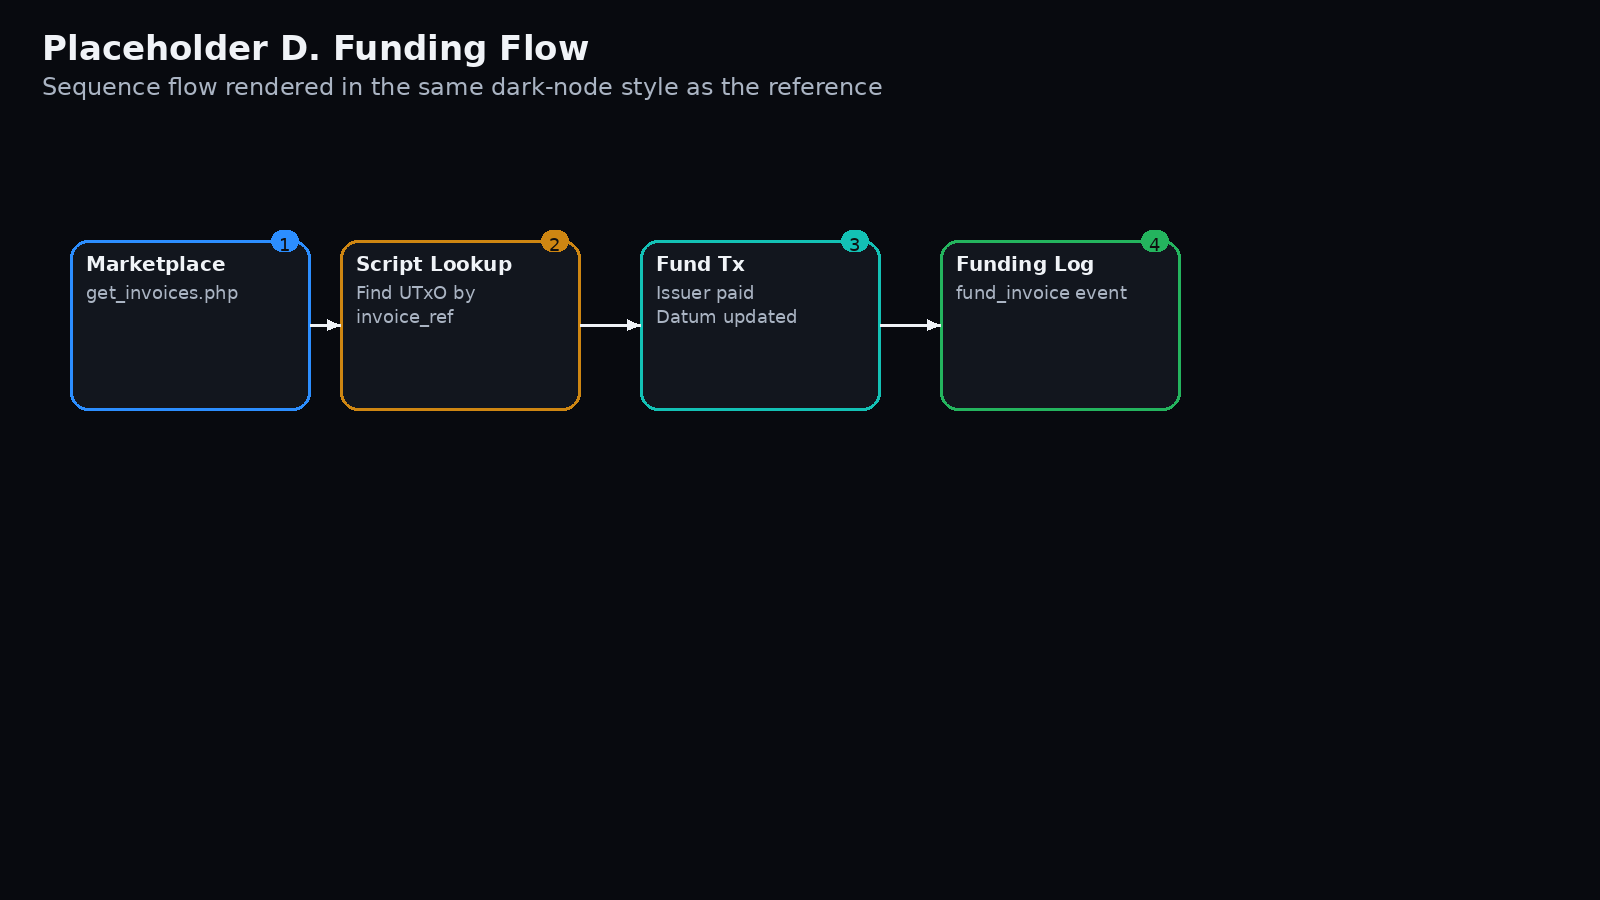 Placeholder D. Funding Flow
Sequence flow rendered in the same dark-node style as the reference
1
Marketplace
get_invoices.php
2
Script Lookup
Find UTxO by
invoice_ref
3
Fund Tx
Issuer paid
Datum updated
4
Funding Log
fund_invoice event